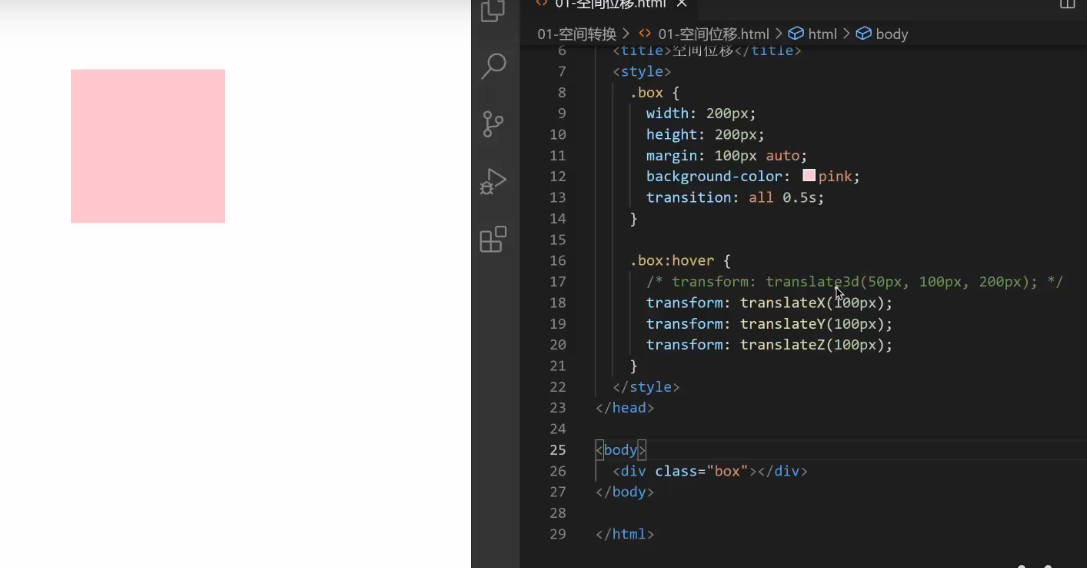 01-空间位移.html ×
01-空间转换 > <> 01-空间位移.html > html > body
6 <title>空间位移</title>
7 <style>
8 .box {
9 width: 200px;
10 height: 200px;
11 margin: 100px auto;
12 background-color: pink;
13 transition: all 0.5s;
14 }
15
16 .box:hover {
17 /* transform: translate3d(50px, 100px, 200px); */
18 transform: translateX(100px);
19 transform: translateY(100px);
20 transform: translateZ(100px);
21 }
22 </style>
23 </head>
24
25 <body>
26 <div class="box"></div>
27 </body>
28
29 </html>